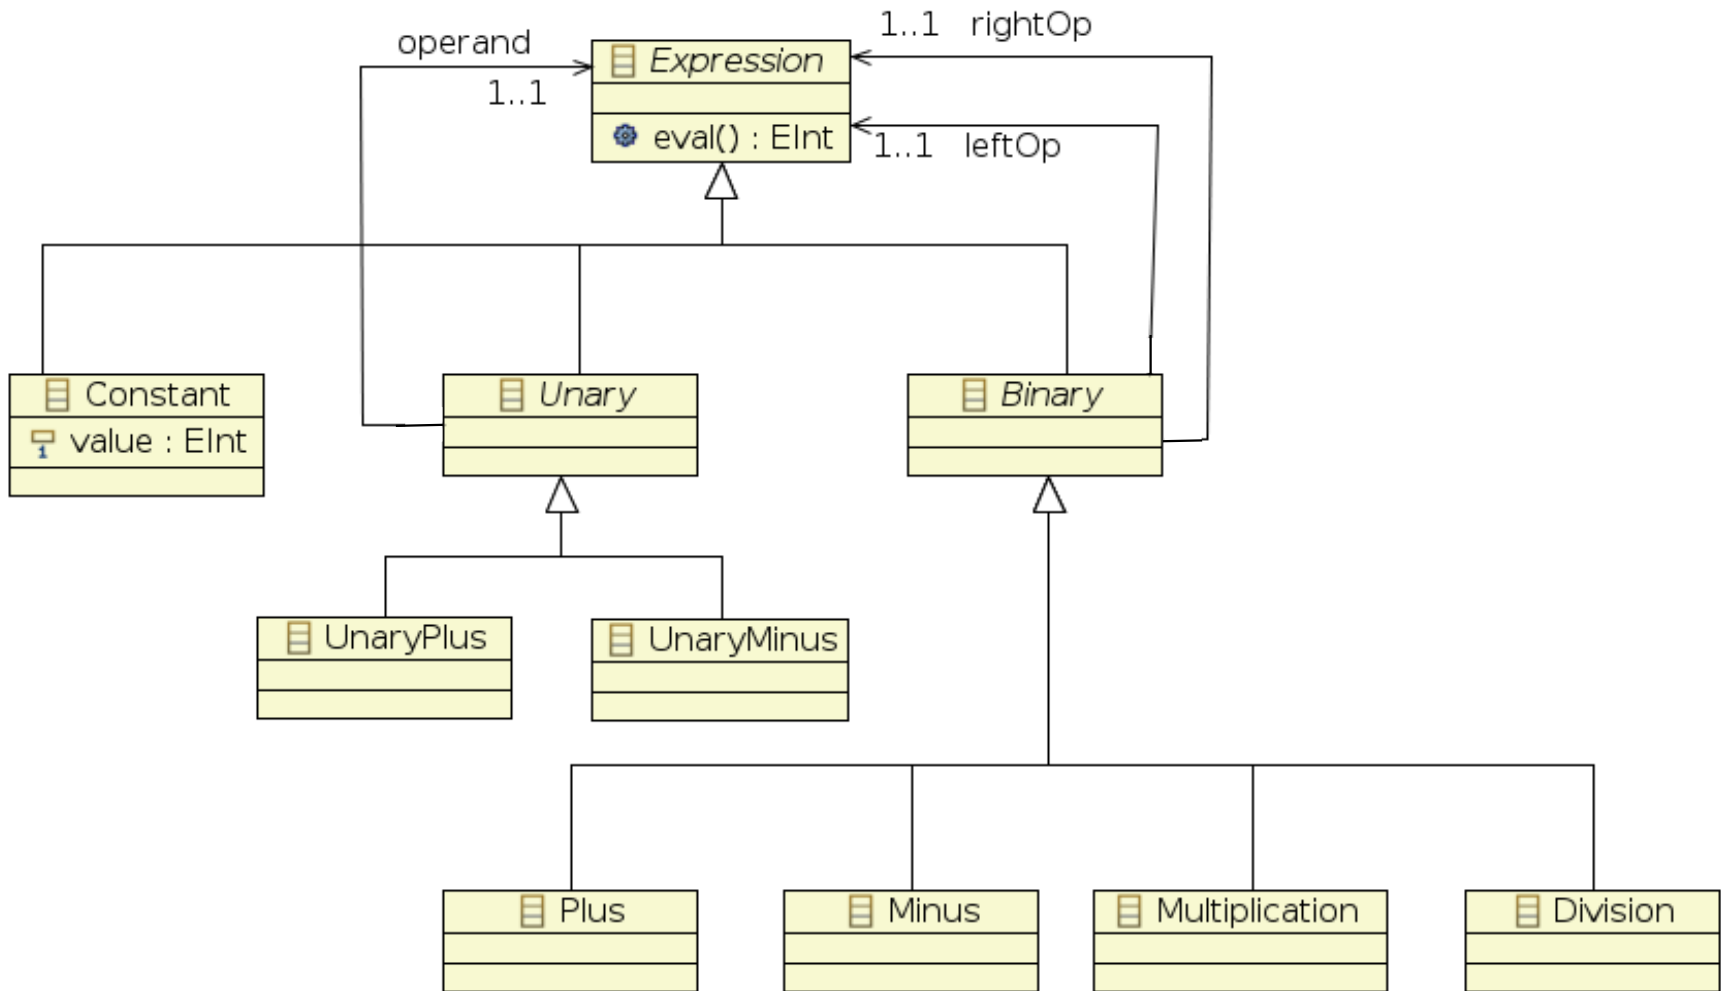 operand
1..1 rightOp
Expression
1..1
eval() : EInt
1..1 leftOp
Constant
Unary
Binary
value : EInt
1
UnaryPlus
UnaryMinus
Plus
Minus
Multiplication
Division